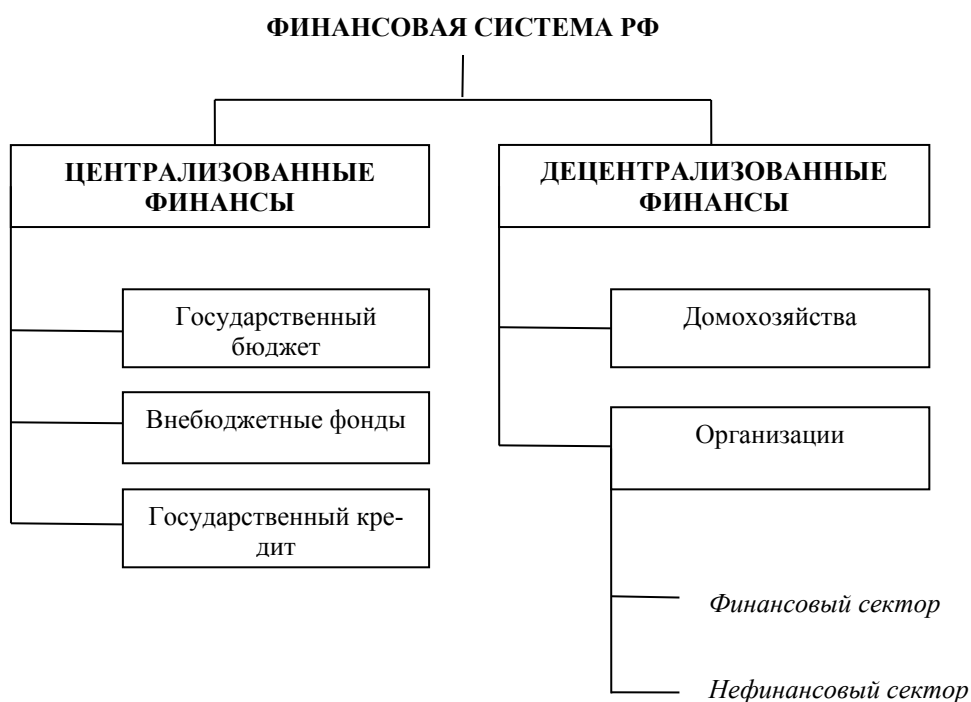 ФИНАНСОВАЯ СИСТЕМА РФ
ЦЕНТРАЛИЗОВАННЫЕ
ФИНАНСЫ
Государственный
бюджет
Внебюджетные фонды
Государственный кре-
дит
ДЕЦЕНТРАЛИЗОВАННЫЕ
ФИНАНСЫ
Домохозяйства
Организации
Финансовый сектор
Нефинансовый сектор